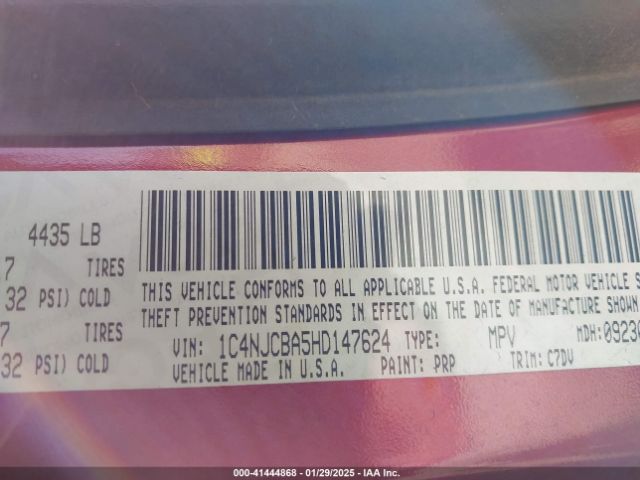 4435 LB
7 TIRES
32 PSI) COLD
7 TIRES
32 PSI) COLD
THIS VEHICLE CONFORMS TO ALL APPLICABLE U.S.A. FEDERAL MOTOR VEHICLE S
THEFT PREVENTION STANDARDS IN EFFECT ON THE DATE OF MANUFACTURE SHOWN
VIN: 1C4NJCBA5HD147624 TYPE: MPV MDH: 0923
VEHICLE MADE IN U.S.A. PAINT: PRP TRIM: C7DV
000-41444868 - 01/29/2025 - IAA Inc.